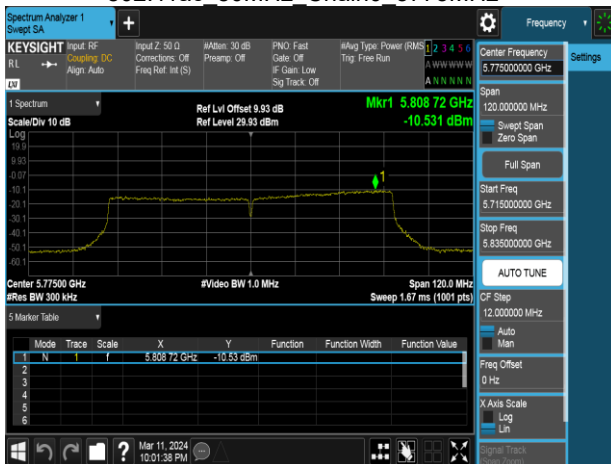 Spectrum Analyzer 1
Swept SA
+
Frequency
KEYSIGHT
RL
LXI
Input: RF
Coupling: DC
Align: Auto
Input Z: 50 Ω
Corrections: Off
Freq Ref: Int (S)
#Atten: 30 dB
Preamp: Off
PNO: Fast
Gate: Off
IF Gain: Low
Sig Track: Off
#Avg Type: Power (RMS
Trig: Free Run
1 2 3 4 5 6
A W W W W W
A N N N N N
Center Frequency
5.775000000 GHz
Settings
Span
120.000000 MHz
Swept Span
Zero Span
Full Span
Start Freq
5.715000000 GHz
Stop Freq
5.835000000 GHz
AUTO TUNE
CF Step
12.000000 MHz
Auto
Man
Freq Offset
0 Hz
X Axis Scale
Log
Lin
Signal Track
(Span Zoom)
1 Spectrum
Scale/Div 10 dB
Ref Lvl Offset 9.93 dB
Ref Level 29.93 dBm
Mkr1 5.808 72 GHz
-10.531 dBm
Log
19.9
9.93
-0.07
-10.1
-20.1
-30.1
-40.1
-50.1
-60.1
1
Center 5.77500 GHz
#Res BW 300 kHz
#Video BW 1.0 MHz
Span 120.0 MHz
Sweep 1.67 ms (1001 pts)
5 Marker Table
Mode Trace Scale X Y Function Function Width Function Value
1 N 1 f 5.808 72 GHz -10.53 dBm
2
3
4
5
6
?
Mar 11, 2024
10:01:38 PM